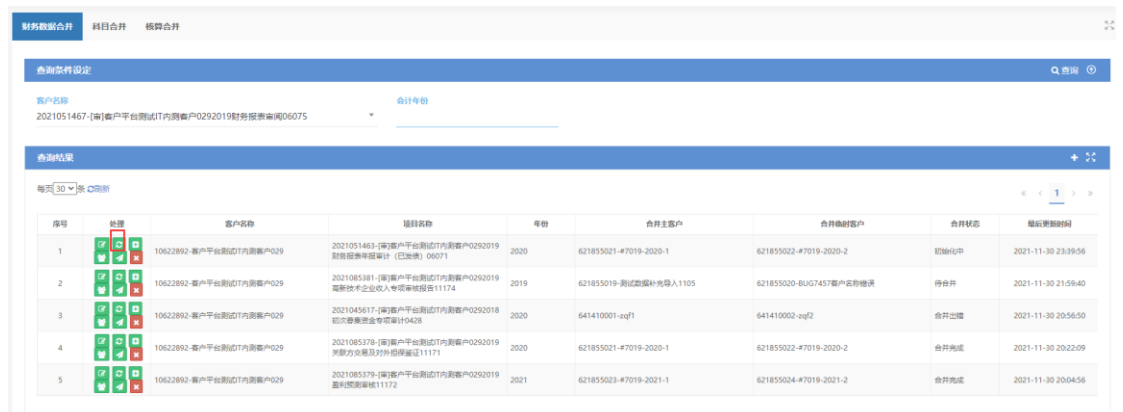 财务数据合并 科目合并 核算合并
查询条件设定 查询
客户名称 会计年份
2021051467-[审]客户平台测试IT内测客户0292019财务报表审阅06075
查询结果
每页 30 条 刷新
« < 1 > »
序号 处理 客户名称 项目名称 年份 合并主客户 合并临时客户 合并状态 最后更新时间
1 10622892-客户平台测试IT内测客户029 2021051463-[审]客户平台测试IT内测客户0292019 2020 621855021-#7019-2020-1 621855022-#7019-2020-2 初始化中 2021-11-30 23:39:56
财务报表年报审计（已发债）06071
2 10622892-客户平台测试IT内测客户029 2021085381-[审]客户平台测试IT内测客户0292019 2019 621855019-测试数据补充导入1105 621855020-BUG7457客户名称错误 待合并 2021-11-30 21:59:40
高新技术企业收入专项审核报告11174
3 10622892-客户平台测试IT内测客户029 2021045617-[审]客户平台测试IT内测客户0292018 2020 641410001-zqf1 641410002-zqf2 合并出错 2021-11-30 20:56:50
初次募集资金专项审计0428
4 10622892-客户平台测试IT内测客户029 2021085378-[审]客户平台测试IT内测客户0292019 2020 621855021-#7019-2020-1 621855022-#7019-2020-2 合并完成 2021-11-30 20:22:09
关联方交易及对外担保鉴证11171
5 10622892-客户平台测试IT内测客户029 2021085379-[审]客户平台测试IT内测客户0292019 2021 621855023-#7019-2021-1 621855024-#7019-2021-2 合并完成 2021-11-30 20:04:56
盈利预测审核11172